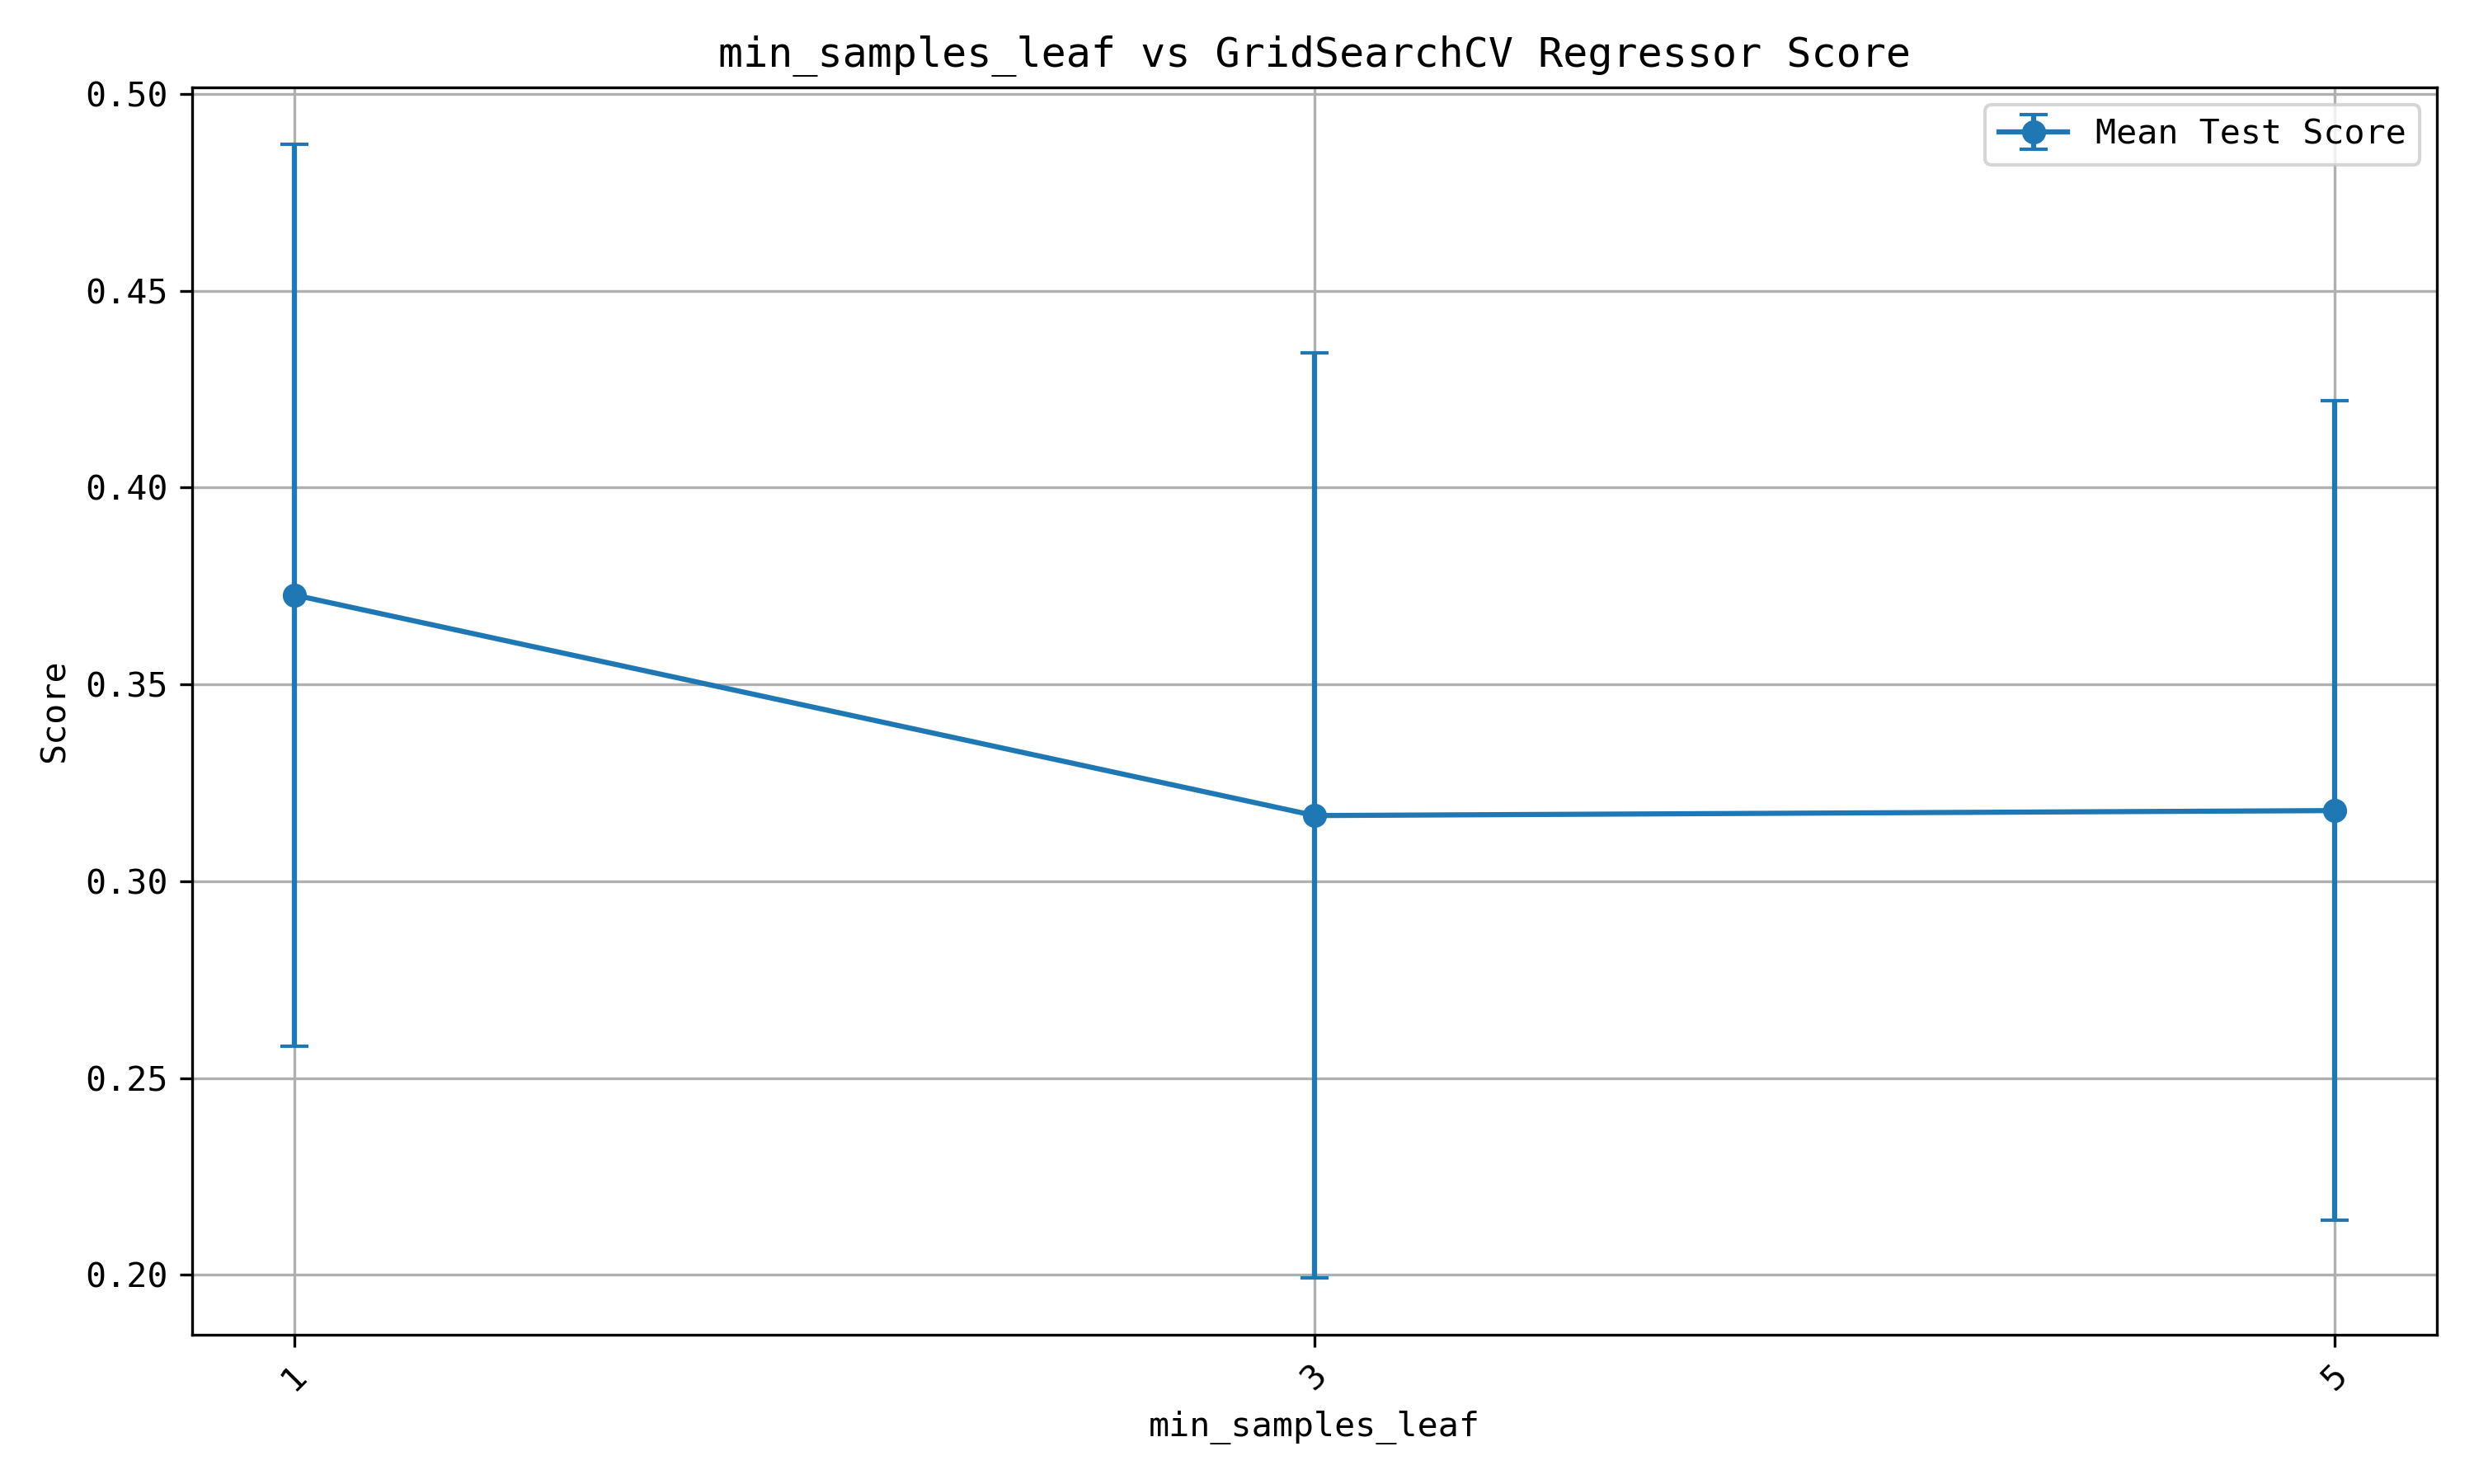 min_samples_leaf vs GridSearchCV Regressor Score
Mean Test Score
0.50
0.45
0.40
0.35
0.30
0.25
0.20
Score
1
3
5
min_samples_leaf